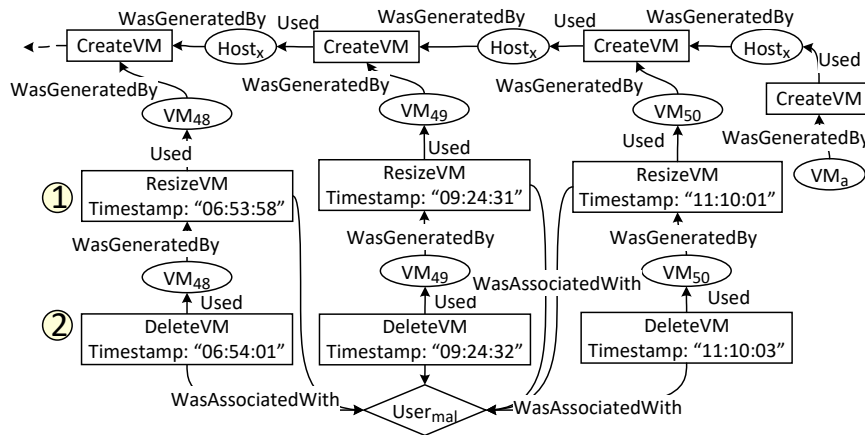 WasGeneratedBy Used WasGeneratedBy Used WasGeneratedBy
CreateVM Hostx CreateVM Hostx CreateVM Hostx
Used
WasGeneratedBy WasGeneratedBy WasGeneratedBy CreateVM
VM48 VM49 VM50
WasGeneratedBy
Used Used Used
VMa
① ResizeVM ResizeVM ResizeVM
Timestamp: “06:53:58” Timestamp: “09:24:31” Timestamp: “11:10:01”
WasGeneratedBy WasGeneratedBy WasGeneratedBy
VM48 VM49 WasAssociatedWith VM50
Used Used Used
② DeleteVM DeleteVM DeleteVM
Timestamp: “06:54:01” Timestamp: “09:24:32” Timestamp: “11:10:03”
WasAssociatedWith Usermal WasAssociatedWith